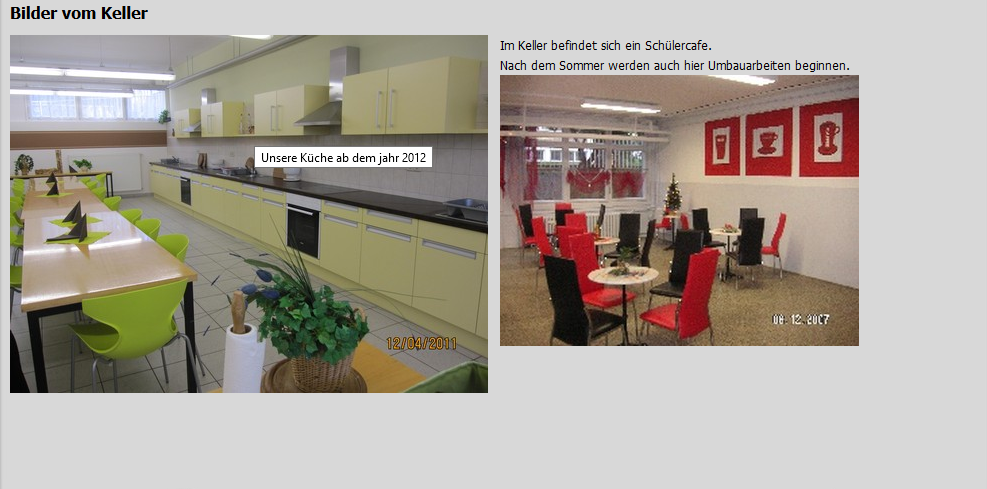 Bilder vom Keller
Unsere Küche ab dem jahr 2012
12/04/2011
Im Keller befindet sich ein Schülercafe.
Nach dem Sommer werden auch hier Umbauarbeiten beginnen.
08.12.2007